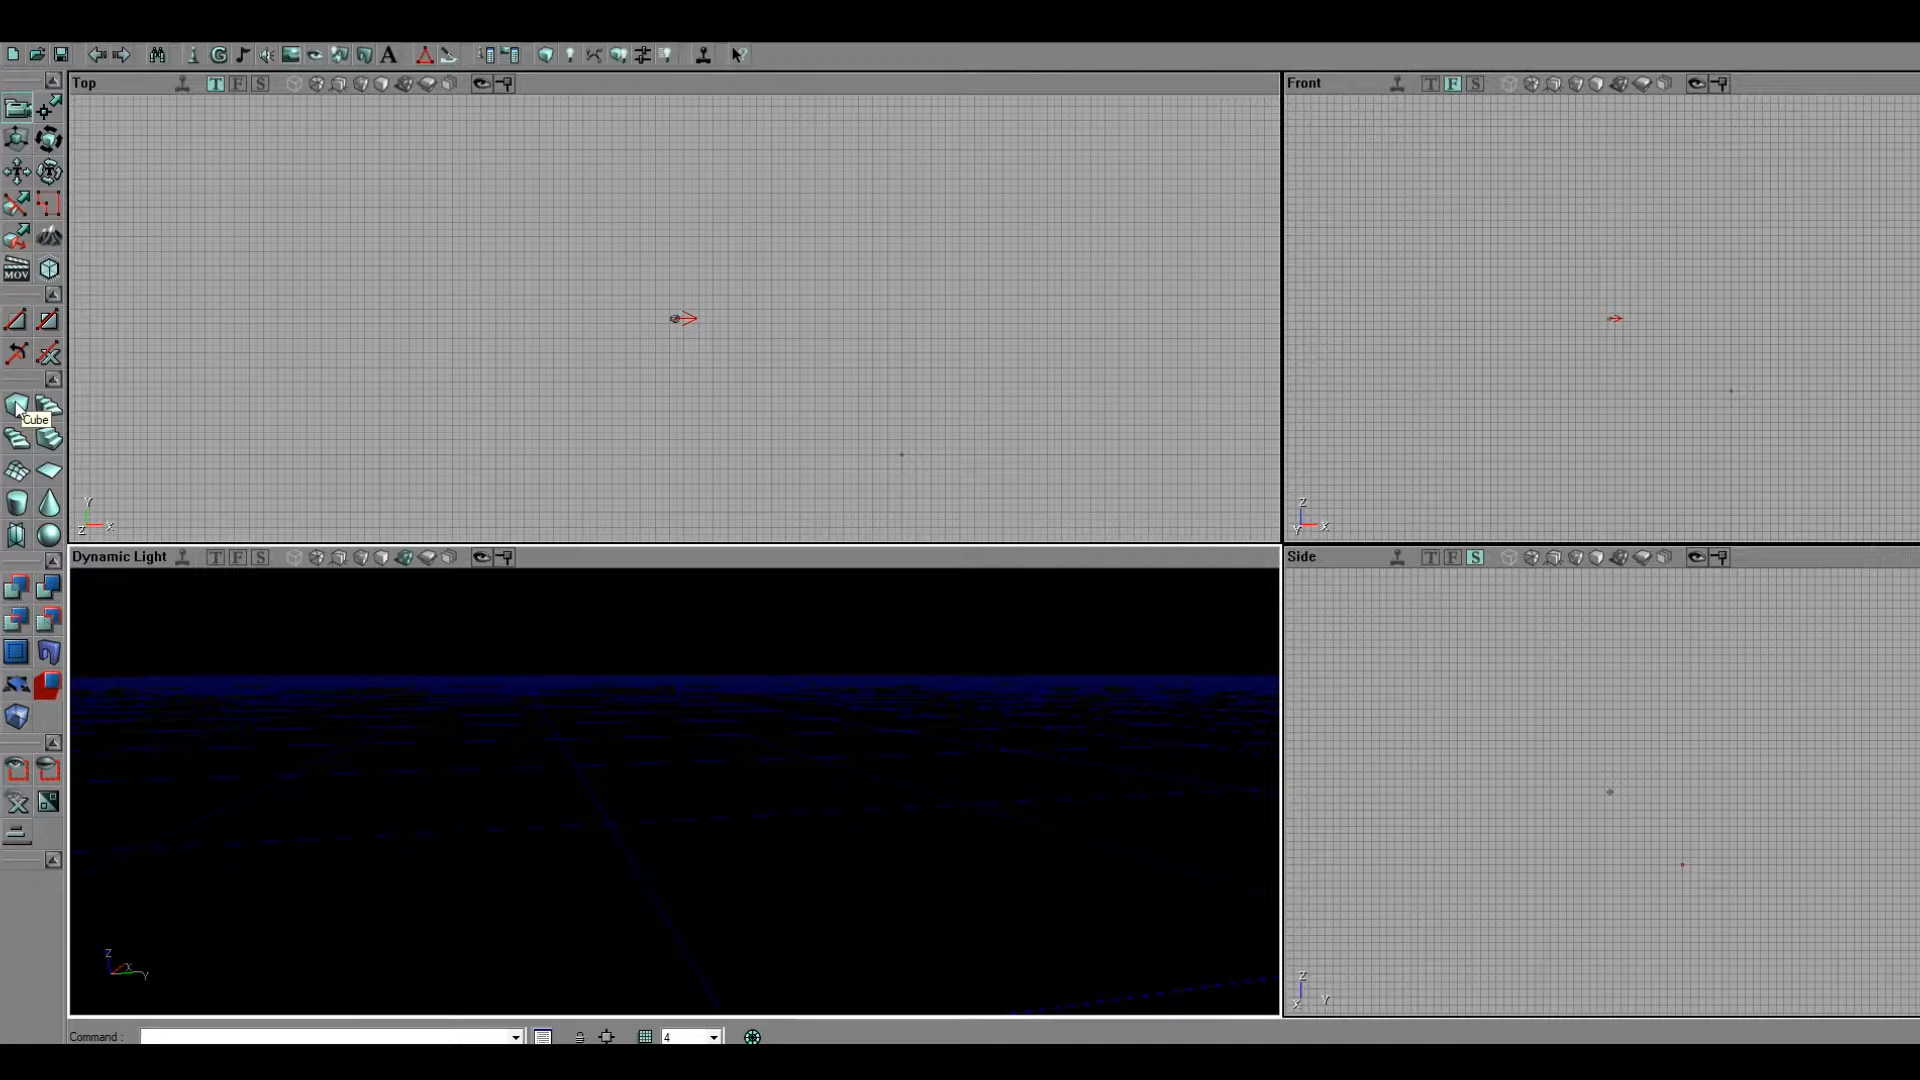 G A
Top T F S
Front T F S
T T
MOV
Cube
Y
Z X
Z
Y X
Dynamic Light T F S
Side T F S
Z
X Y
Z
X Y
Command : 4